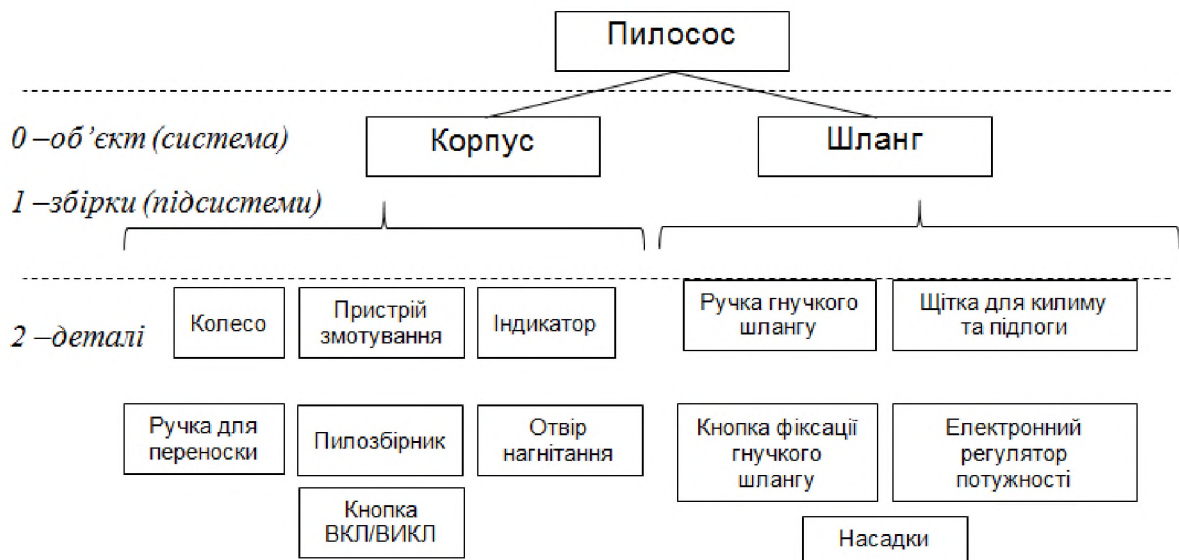 Пилосос
0 –об’єкт (система)
Корпус
Шланг
1 –збірки (підсистеми)
2 –деталі
Колесо
Пристрій
змотування
Індикатор
Ручка гнучкого
шлангу
Щітка для килиму
та підлоги
Ручка для
переноски
Пилозбірник
Отвір
нагнітання
Кнопка фіксації
гнучкого
шлангу
Електронний
регулятор
потужності
Кнопка
ВКЛ/ВИКЛ
Насадки